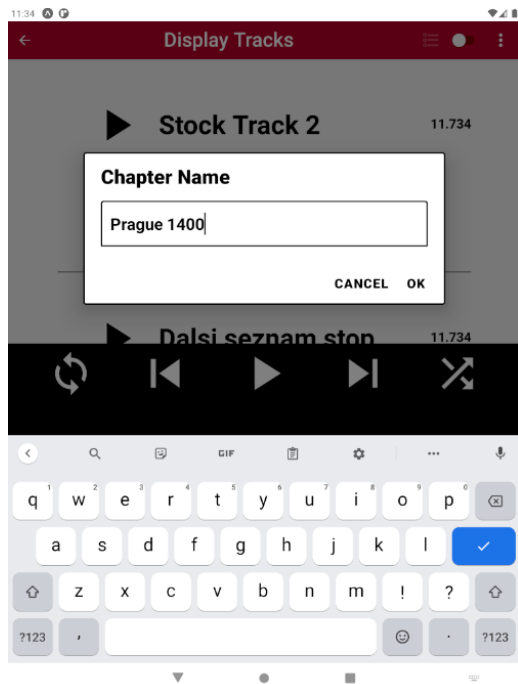 11:34
Display Tracks
Stock Track 2 11.734
Chapter Name
Prague 1400
CANCEL OK
Dalsi seznam stop 11.734
GIF
q 1 w 2 e 3 r 4 t 5 y 6 u 7 i 8 o 9 p 0
a s d f g h j k l
z x c v b n m ! ?
?123 , . ?123